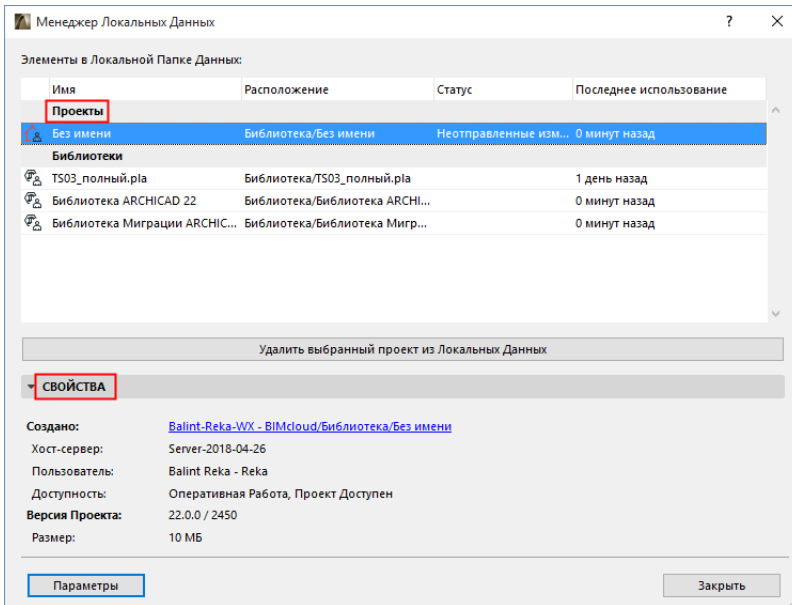 Менеджер Локальных Данных
Элементы в Локальной Папке Данных:
Имя Расположение Статус Последнее использование
Проекты
Без имени Библиотека/Без имени Неотправленные изм... 0 минут назад
Библиотеки
TS03_полный.pla Библиотека/TS03_полный.pla 1 день назад
Библиотека ARCHICAD 22 Библиотека/Библиотека ARCHI... 0 минут назад
Библиотека Миграции ARCHIC... Библиотека/Библиотека Мигр... 0 минут назад
Удалить выбранный проект из Локальных Данных
СВОЙСТВА
Создано: Balint-Reka-WX - BIMcloud/Библиотека/Без имени
Хост-сервер: Server-2018-04-26
Пользователь: Balint Reka - Reka
Доступность: Оперативная Работа, Проект Доступен
Версия Проекта: 22.0.0 / 2450
Размер: 10 МБ
Параметры Закрыть